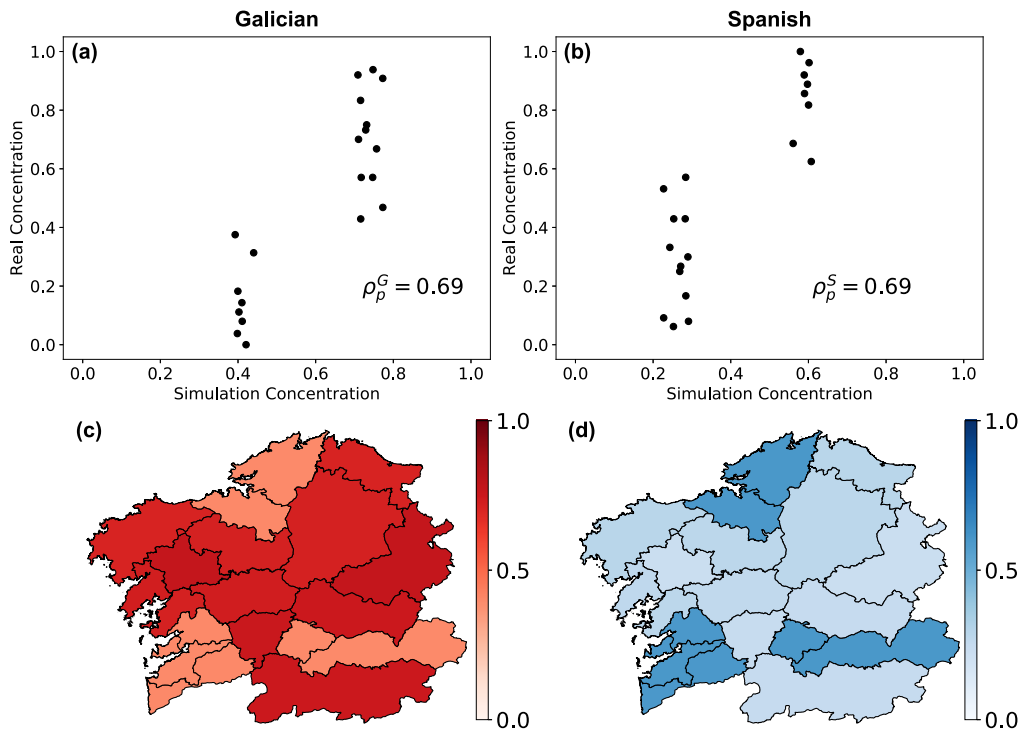 Galician
(a)
1.0
0.8
0.6
0.4
0.2
0.0
Real Concentration
ρ_p^G = 0.69
0.0 0.2 0.4 0.6 0.8 1.0
Simulation Concentration
Spanish
(b)
1.0
0.8
0.6
0.4
0.2
0.0
Real Concentration
ρ_p^S = 0.69
0.0 0.2 0.4 0.6 0.8 1.0
Simulation Concentration
(c)
1.0
0.5
0.0
(d)
1.0
0.5
0.0